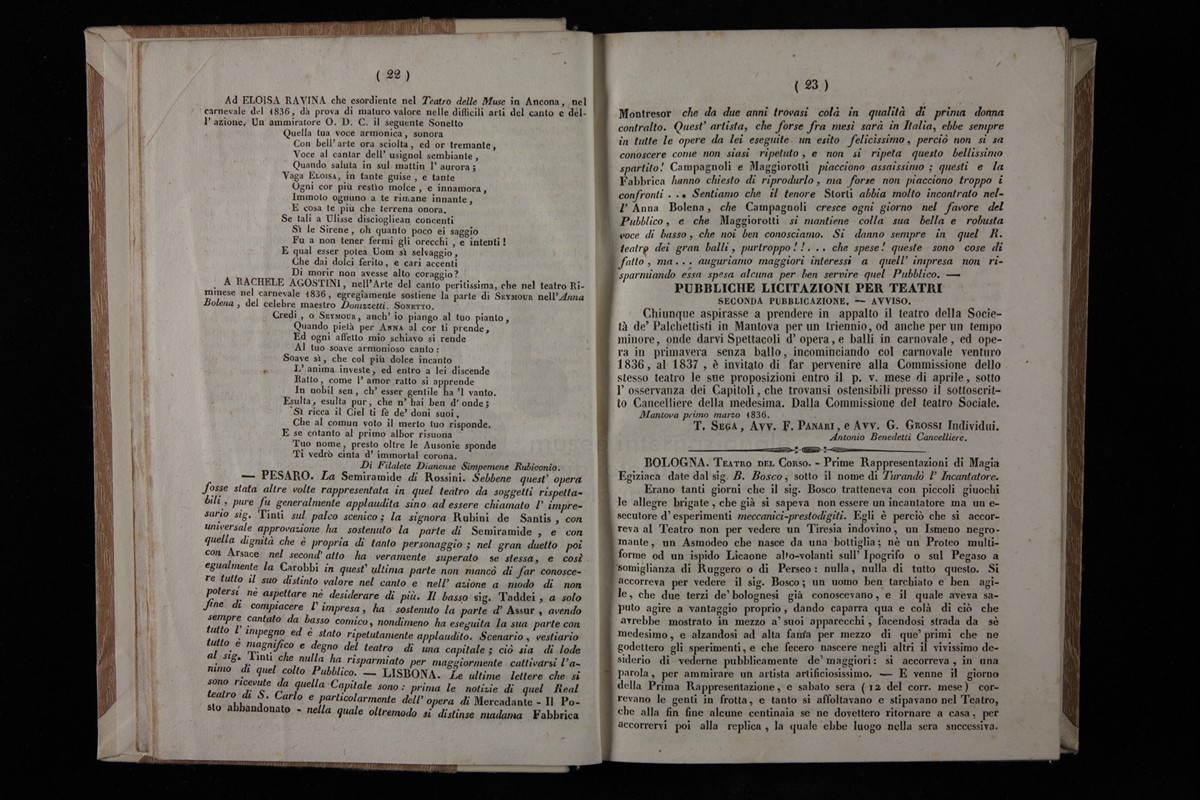 ( 22 )
Ad ELOISA RAVINA che esordiente nel Teatro delle Muse in Ancona, nel
carnevale del 1836, dà prova di maturo valore nelle difficili arti del canto e del-
l'azione. Un ammiratore O. D. C. il seguente Sonetto
Quella tua voce armonica, sonora
Con bell'arte ora sciolta, ed or tremante,
Voce al cantar dell' usignol sembiante,
Quando saluta in sul mattin l'aurora;
Vaga ELOISA, in tante guise, e tante
Ogni cor più restìo molce, e innamora,
Immoto ognuno a te rimane innante,
E cosa te più che terrena onora.
Se tali a Ulisse disciogliean concenti
Sì le Sirene, oh quanto poco ei saggio
Fu a non tener fermi gli orecchi, e intenti!
E qual esser potea Uom sì selvaggio,
Che dai dolci ferito, e cari accenti
Di morir non avesse alto coraggio?
A RACHELE AGOSTINI, nell'Arte del canto peritissima, che nel teatro Ri-
minese nel carnevale 1836, egregiamente sostiene la parte di SEYMOUR nell'Anna
Bolena, del celebre maestro Donizzetti. SONETTO.
Credi, o SEYMOUR, anch' io piango al tuo pianto,
Quando pietà per ANNA al cor ti prende,
Ed ogni affetto mio schiavo si rende
Al tuo soave armonioso canto:
Soave sì, che col più dolce incanto
L' anima investe, ed entro a lei discende
Ratto, come l' amor ratto si apprende
In nobil sen, ch' esser gentile ha 'l vanto.
Esulta, esulta pur, che n' hai ben d' onde;
Sì ricca il Ciel ti fè de' doni suoi,
Che al comun voto il merto tuo risponde.
E se cotanto al primo albor risuona
Tuo nome, presto oltre le Ausonie sponde
Ti vedrò cinta d' immortal corona.
Di Filalete Dianense Simpemene Rubiconio.
— PESARO. La Semiramide di Rossini. Sebbene quest' opera
fosse stata altre volte rappresentata in quel teatro da soggetti rispetta-
bili, pure fu generalmente applaudita sino ad essere chiamato l' impre-
sario sig. Tinti sul palco scenico; la signora Rubini de Santis, con
universale approvazione ha sostenuto la parte di Semiramide, e con
quella dignità che è propria di tanto personaggio; nel gran duetto poi
con Arsace nel second' atto ha veramente superato se stessa, e così
egualmente la Carobbi in quest' ultima parte non mancò di far conosce-
re tutto il suo distinto valore nel canto e nell' azione a modo di non
potersi nè aspettare nè desiderare di più. Il basso sig. Taddei, a solo
fine di compiacere l' impresa, ha sostenuto la parte d' Assur, avendo
sempre cantato da basso comico, nondimeno ha eseguita la sua parte con
tutto l' impegno ed è stato ripetutamente applaudito. Scenario, vestiario
tutto è magnifico e degno del teatro di una capitale; ciò sia di lode
al sig. Tinti che nulla ha risparmiato per maggiormente cattivarsi l'a-
nimo di quel colto Pubblico. — LISBONA. Le ultime lettere che si
sono ricevute da quella Capitale sono: prima le notizie di quel Real
teatro di S. Carlo e particolarmente dell' opera di Mercadante - Il Po-
sto abbandonato - nella quale oltremodo si distinse madama Fabbrica
( 23 )
Montresor che da due anni trovasi colà in qualità di prima donna
contralto. Quest' artista, che forse fra mesi sarà in Italia, ebbe sempre
in tutte le opere da lei eseguite un esito felicissimo, perciò non si sa
conoscere come non siasi ripetuto, e non si ripeta questo bellissimo
spartito! Campagnoli e Maggiorotti piacciono assaissimo; questi e la
Fabbrica hanno chiesto di riprodurlo, ma forse non piacciono troppo i
confronti . . . Sentiamo che il tenore Storti abbia molto incontrato nel-
l' Anna Bolena, che Campagnoli cresce ogni giorno nel favore del
Pubblico, e che Maggiorotti si mantiene colla sua bella e robusta
voce di basso, che noi ben conosciamo. Si danno sempre in quel R.
teatro dei gran balli, purtroppo!!. . . che spese! queste sono cose di
fatto, ma... auguriamo maggiori interessi a quell' impresa non ri-
sparmiando essa spesa alcuna per ben servire quel Pubblico. —
PUBBLICHE LICITAZIONI PER TEATRI
SECONDA PUBBLICAZIONE. — AVVISO.
Chiunque aspirasse a prendere in appalto il teatro della Socie-
tà de' Palchettisti in Mantova per un triennio, od anche per un tempo
minore, onde darvi Spettacoli d' opera, e balli in carnovale, ed ope-
ra in primavera senza ballo, incominciando col carnovale venturo
1836, al 1837, è invitato di far pervenire alla Commissione dello
stesso teatro le sue proposizioni entro il p. v. mese di aprile, sotto
l' osservanza dei Capitoli, che trovansi ostensibili presso il sottoscrit-
to Cancelliere della medesima. Dalla Commissione del teatro Sociale.
Mantova primo marzo 1836.
T. SEGA, AVV. F. PANARI, e AVV. G. GROSSI Individui.
Antonio Benedetti Cancelliere.
BOLOGNA. TEATRO DEL CORSO. - Prime Rappresentazioni di Magia
Egiziaca date dal sig. B. Bosco, sotto il nome di Turandò l' Incantatore.
Erano tanti giorni che il sig. Bosco tratteneva con piccoli giuochi
le allegre brigate, che già si sapeva non essere un incantatore ma un e-
secutore d' esperimenti meccanici-prestodigiti. Egli è perciò che si accor-
reva al Teatro non per vedere un Tiresia indovino, un Ismeno negro-
mante, un Asmodeo che nasce da una bottiglia; nè un Proteo multi-
forme od un ispido Licaone alto-volanti sull' Ipogrifo o sul Pegaso a
somiglianza di Ruggero o di Perseo: nulla, nulla di tutto questo. Si
accorreva per vedere il sig. Bosco; un uomo ben tarchiato e ben agi-
le, che due terzi de' bolognesi già conoscevano, e il quale aveva sa-
puto agire a vantaggio proprio, dando caparra qua e colà di ciò che
avrebbe mostrato in mezzo a' suoi apparecchi, facendosi strada da sè
medesimo, e alzandosi ad alta fama per mezzo di que' primi che ne
godettero gli sperimenti, e che fecero nascere negli altri il vivissimo de-
siderio di vederne pubblicamente de' maggiori: si accorreva, in una
parola, per ammirare un artista artificiosissimo. — E venne il giorno
della Prima Rappresentazione, e sabato sera (12 del corr. mese) cor-
revano le genti in frotta, e tanto si affoltavano e stipavano nel Teatro,
che alla fin fine alcune centinaia se ne dovettero ritornare a casa, per
accorrervi poi alla replica, la quale ebbe luogo nella sera successiva.